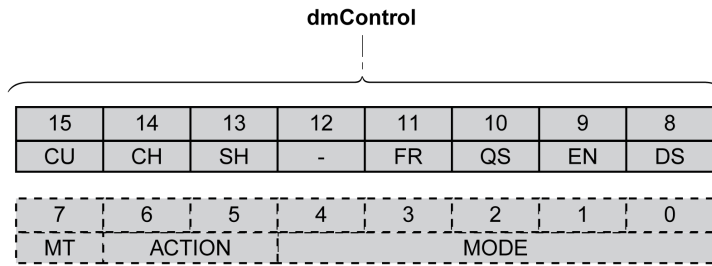 dmControl
15 14 13 12 11 10 9 8
CU CH SH - FR QS EN DS
7 6 5 4 3 2 1 0
MT ACTION MODE